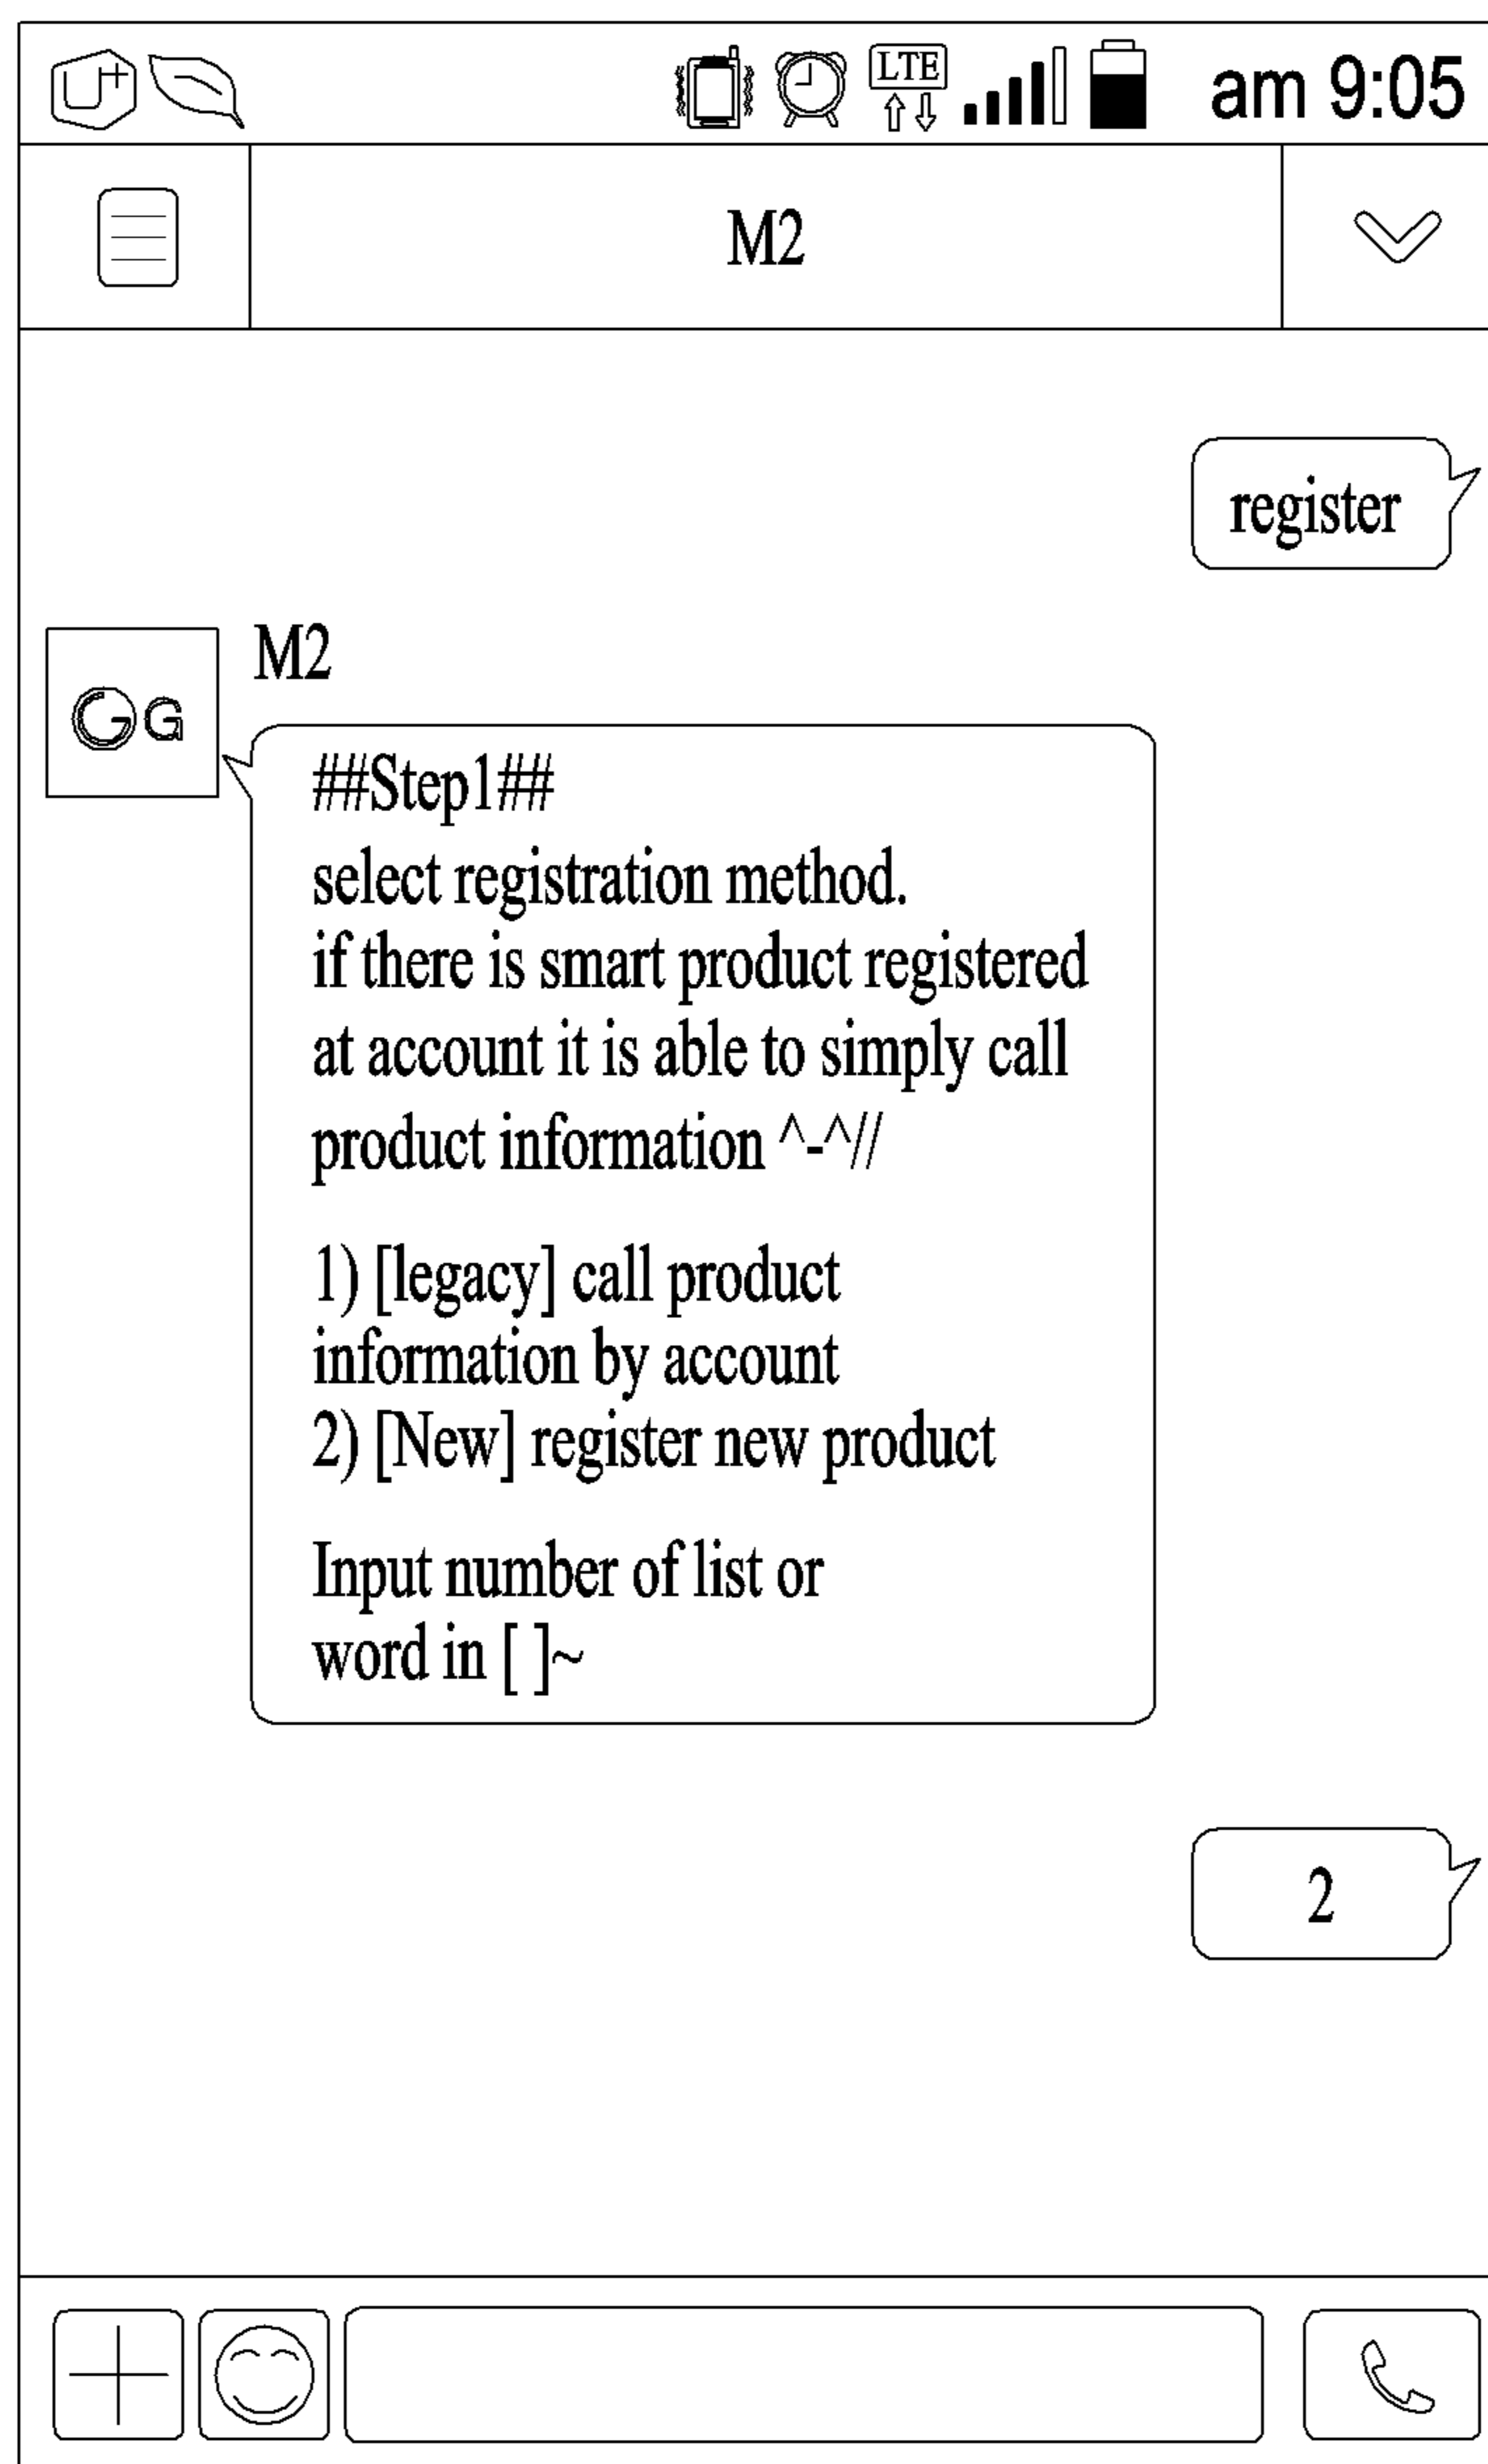 U+
LTE
am 9:05
M2
register
M2
GG
##Step1##
select registration method.
if there is smart product registered
at account it is able to simply call
product information ^-^//
1) [legacy] call product
information by account
2) [New] register new product
Input number of list or
word in [ ]~
2